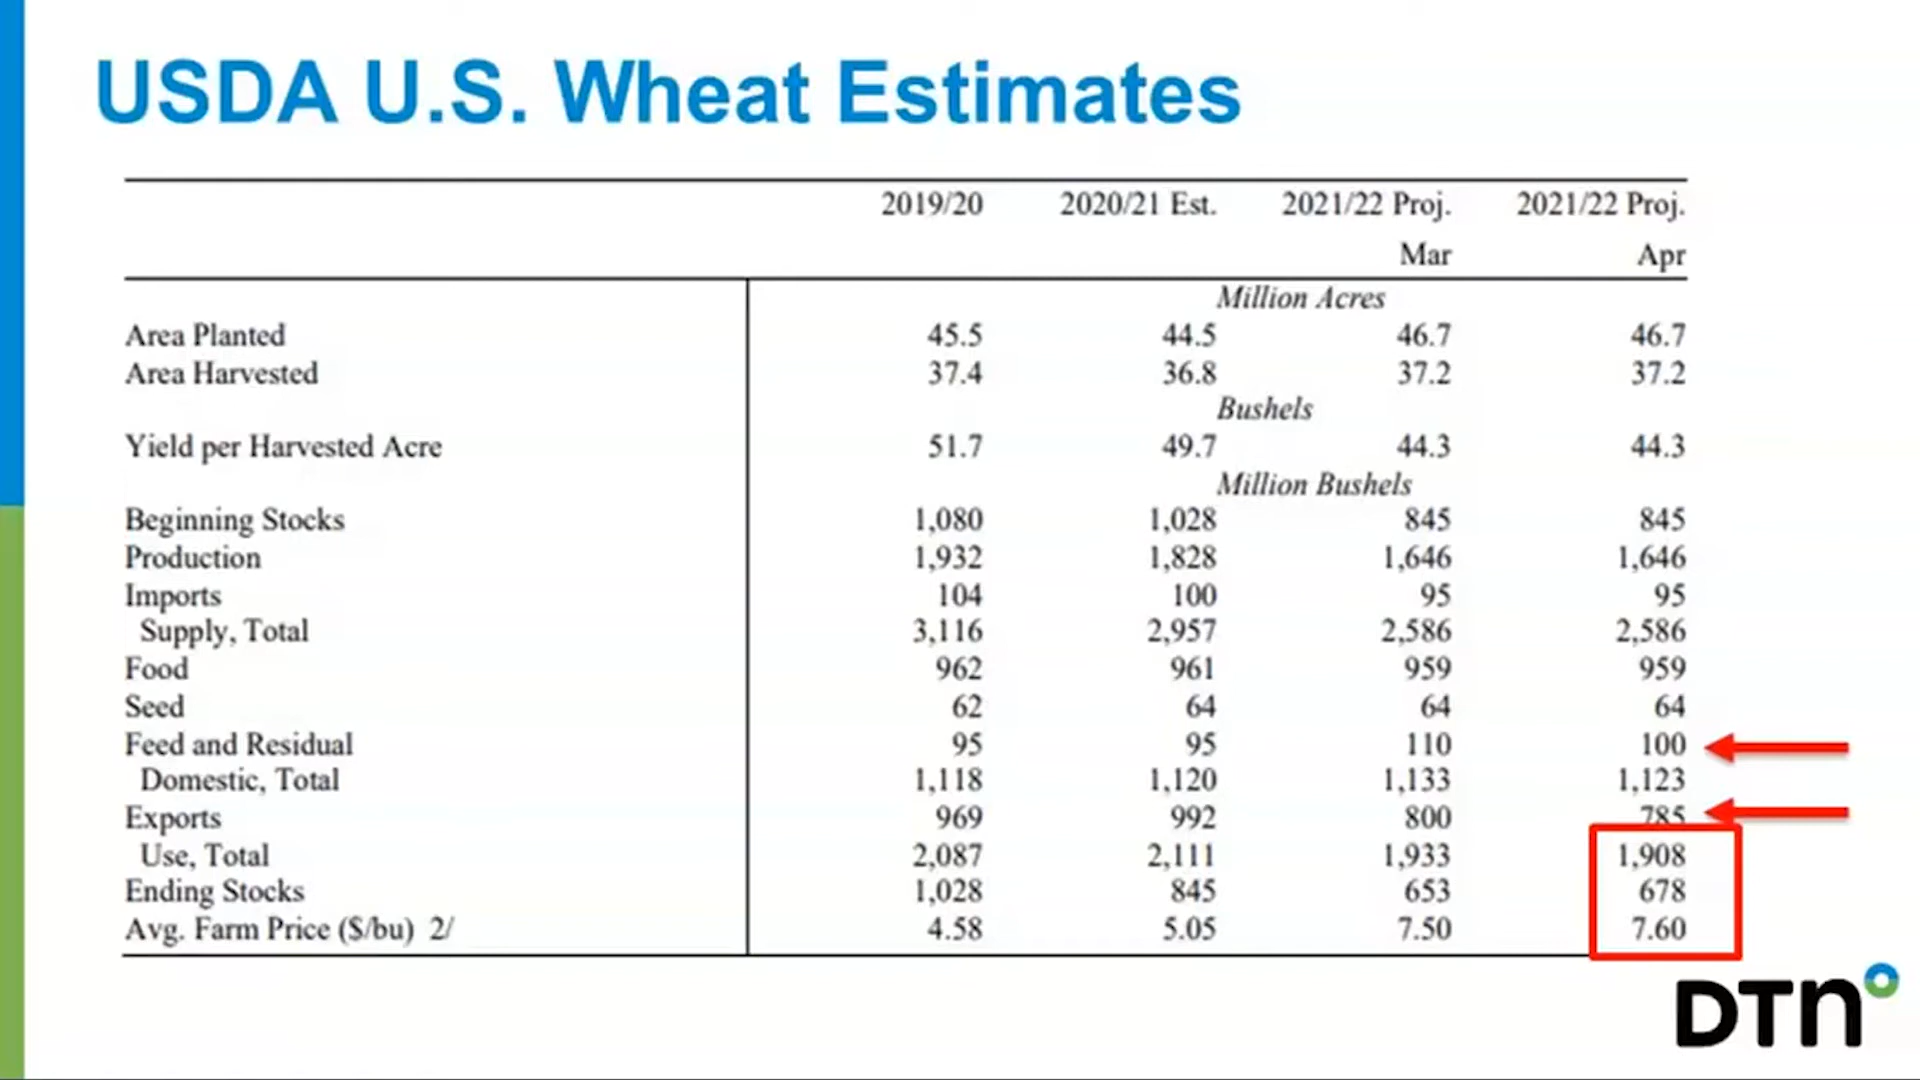 USDA U.S. Wheat Estimates
2019/20 2020/21 Est. 2021/22 Proj. 2021/22 Proj.
Mar Apr
Million Acres
Area Planted 45.5 44.5 46.7 46.7
Area Harvested 37.4 36.8 37.2 37.2
Bushels
Yield per Harvested Acre 51.7 49.7 44.3 44.3
Million Bushels
Beginning Stocks 1,080 1,028 845 845
Production 1,932 1,828 1,646 1,646
Imports 104 100 95 95
Supply, Total 3,116 2,957 2,586 2,586
Food 962 961 959 959
Seed 62 64 64 64
Feed and Residual 95 95 110 100
Domestic, Total 1,118 1,120 1,133 1,123
Exports 969 992 800 785
Use, Total 2,087 2,111 1,933 1,908
Ending Stocks 1,028 845 653 678
Avg. Farm Price ($/bu) 2/ 4.58 5.05 7.50 7.60
DTN